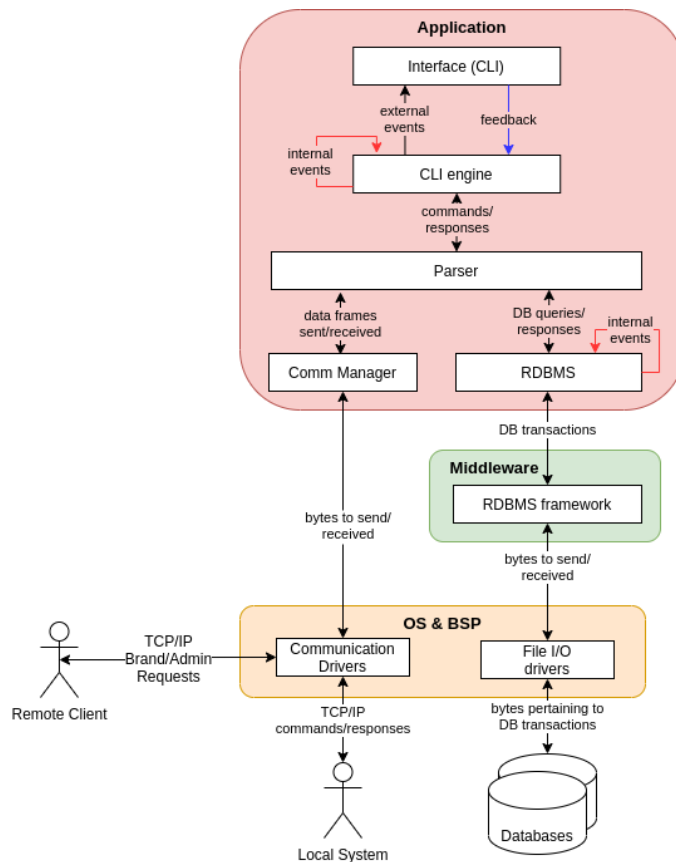 Application
Interface (CLI)
external
events
feedback
internal
events
CLI engine
commands/
responses
Parser
data frames
sent/received
DB queries/
responses
internal
events
Comm Manager
RDBMS
DB transactions
Middleware
RDBMS framework
bytes to send/
received
bytes to send/
received
OS & BSP
TCP/IP
Brand/Admin
Requests
Communication
Drivers
File I/O
drivers
Remote Client
TCP/IP
commands/responses
bytes pertaining to
DB transactions
Local System
Databases